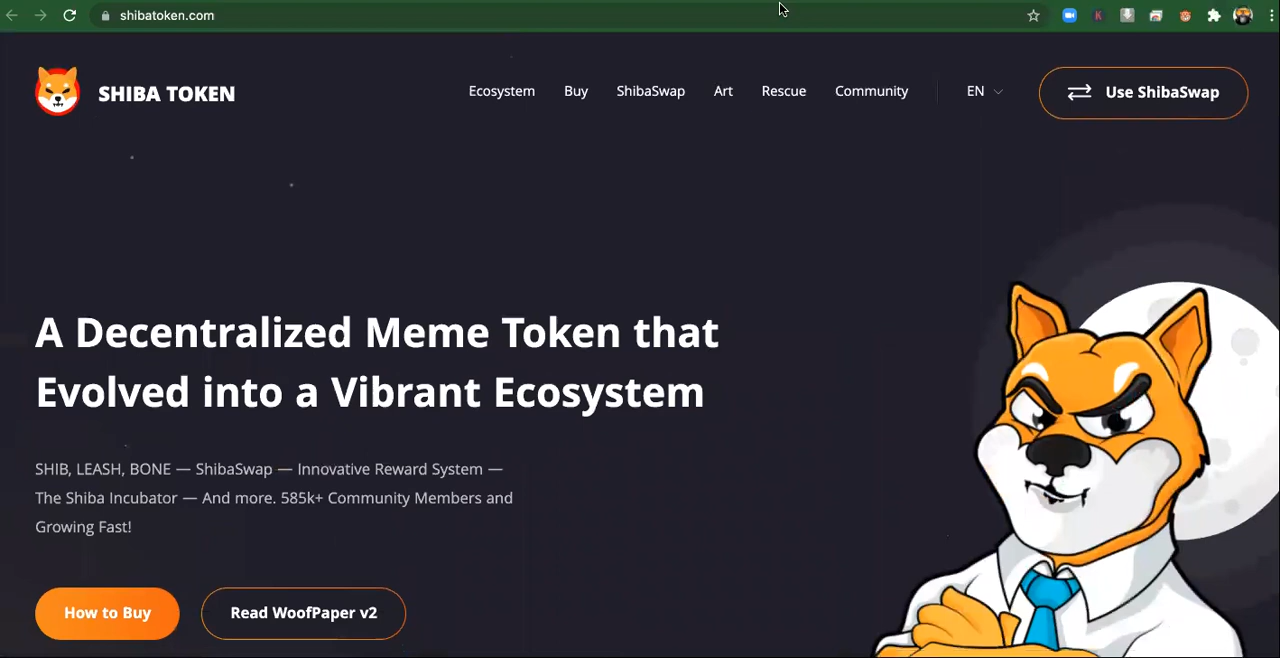 shibatoken.com
SHIBA TOKEN
Ecosystem Buy ShibaSwap Art Rescue Community EN Use ShibaSwap
A Decentralized Meme Token that
Evolved into a Vibrant Ecosystem
SHIB, LEASH, BONE — ShibaSwap — Innovative Reward System —
The Shiba Incubator — And more. 585k+ Community Members and
Growing Fast!
How to Buy Read WoofPaper v2